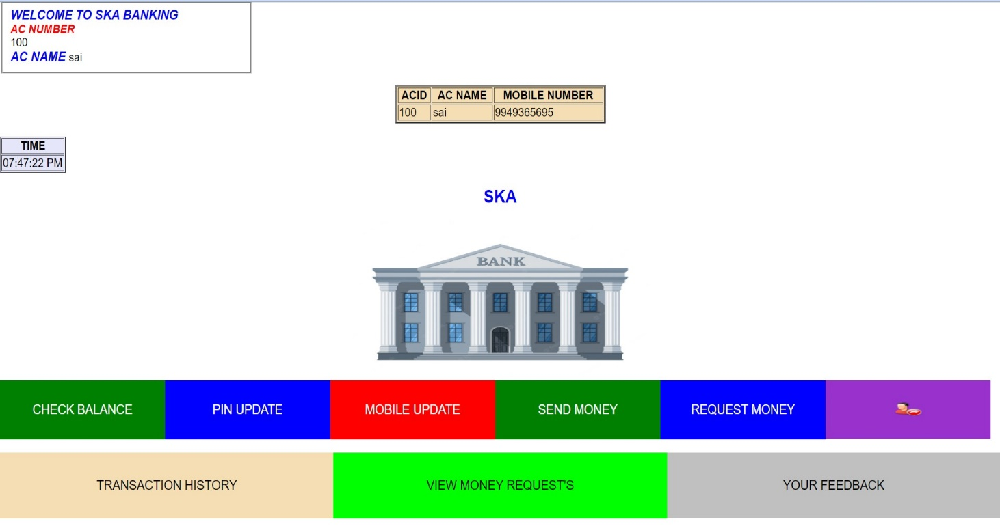 WELCOME TO SKA BANKING
AC NUMBER
100
AC NAME sai
ACID AC NAME MOBILE NUMBER
100 sai 9949365695
TIME
07:47:22 PM
SKA
BANK
CHECK BALANCE PIN UPDATE MOBILE UPDATE SEND MONEY REQUEST MONEY
TRANSACTION HISTORY VIEW MONEY REQUEST'S YOUR FEEDBACK